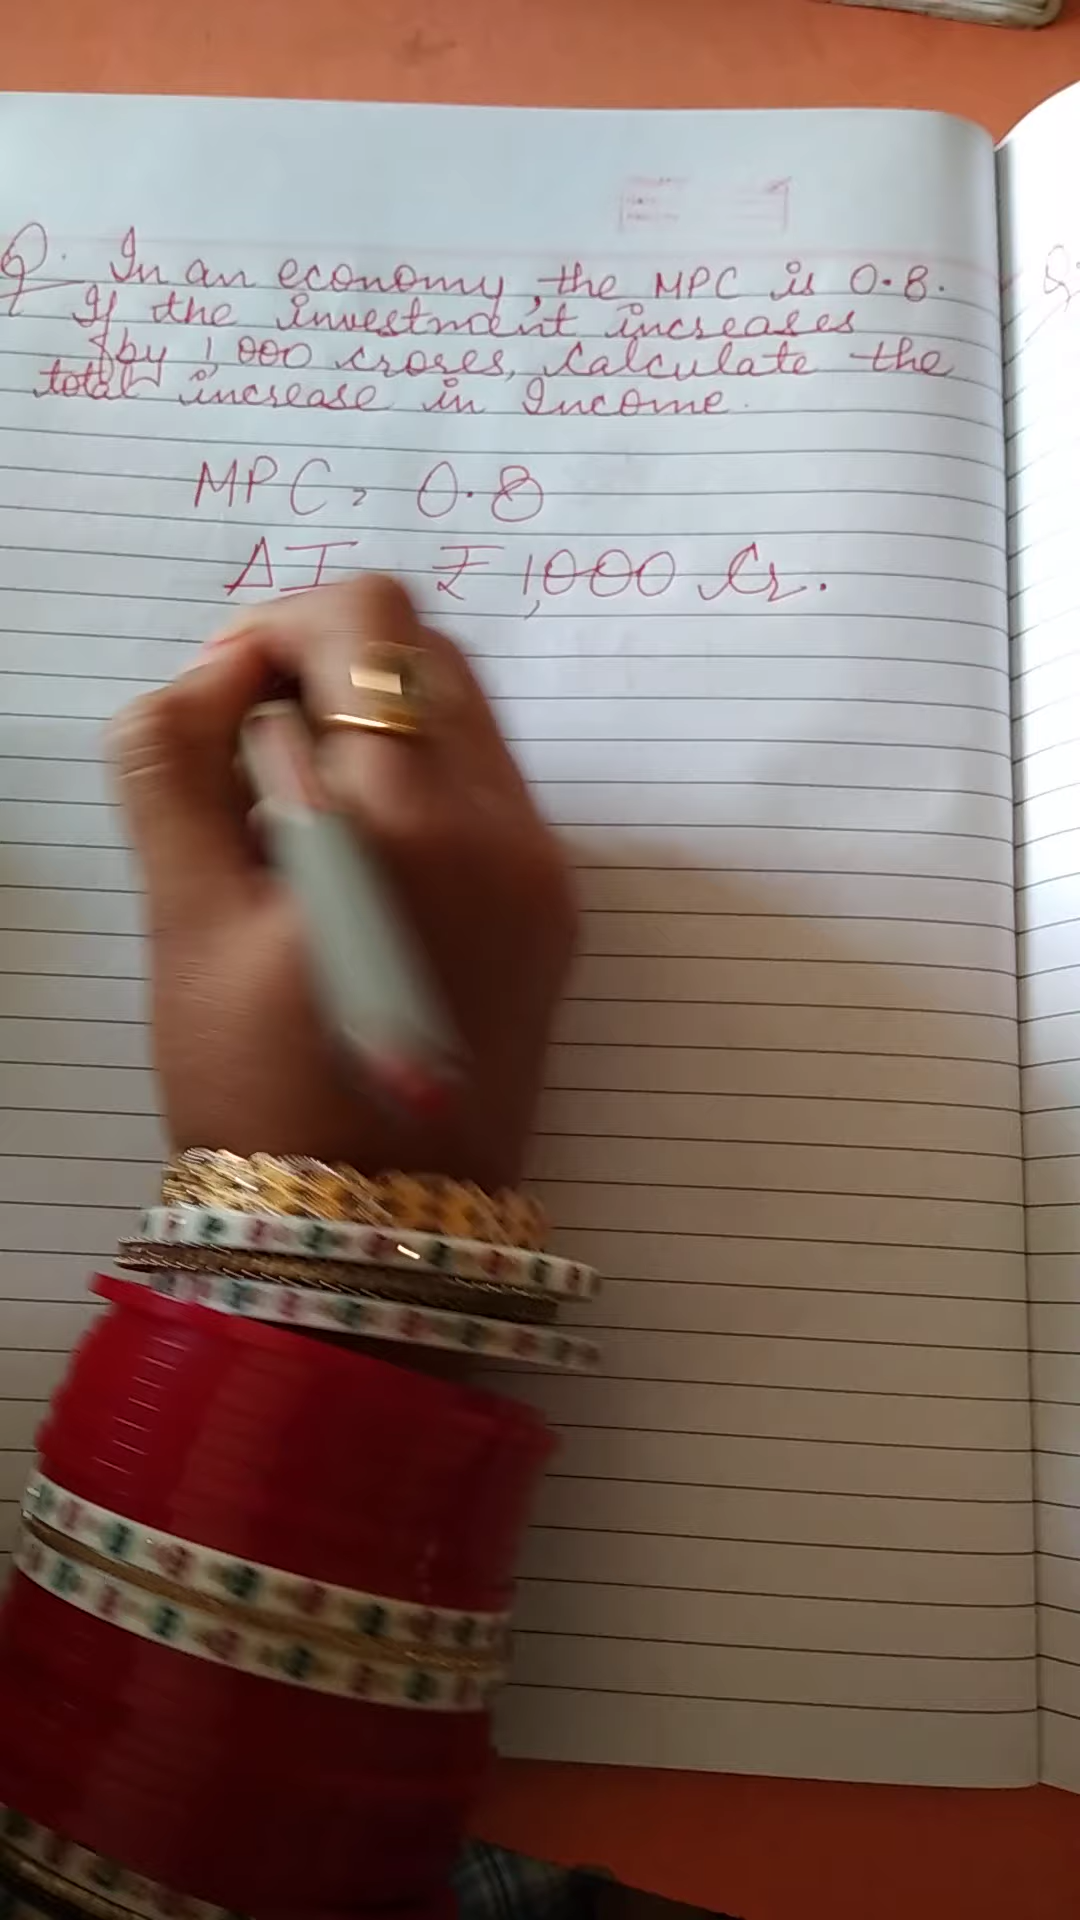 Q. In an economy, the MPC is 0.8.
If the investment increases
by 1,000 crores, Calculate the
total increase in Income.
MPC = 0.8
ΔI ₹ 1,000 Cr.